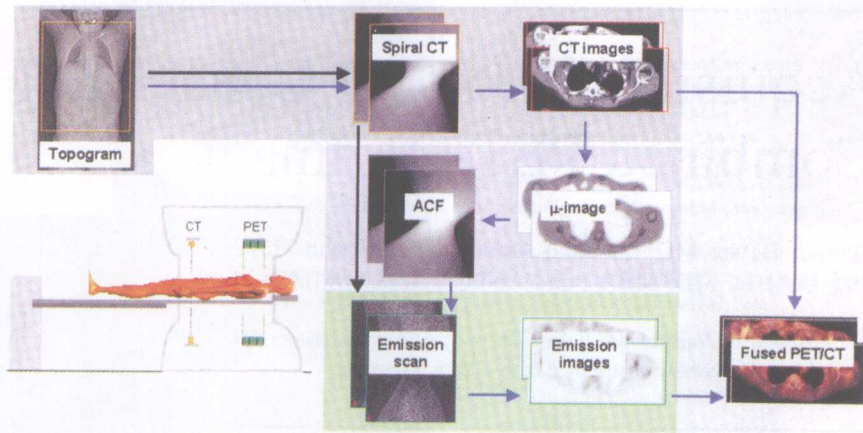 Spiral CT
CT images
Topogram
ACF
µ-image
CT
PET
Emission
scan
Emission
images
Fused PET/CT